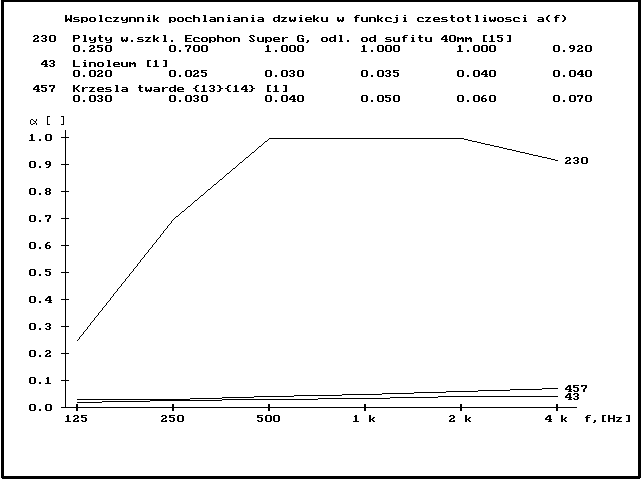 Wspolczynnik pochlaniania dzwieku w funkcji czestotliwosci a(f)
230 Plyty w.szkl. Ecophon Super G, odl. od sufitu 40mm [15]
0.250 0.700 1.000 1.000 1.000 0.920
43 Linoleum [1]
0.020 0.025 0.030 0.035 0.040 0.040
457 Krzesla twarde {13}{14} [1]
0.030 0.030 0.040 0.050 0.060 0.070
α [ ]
1.0
0.9
230
0.8
0.7
0.6
0.5
0.4
0.3
0.2
0.1
457
43
0.0
125 250 500 1 k 2 k 4 k f,[Hz]